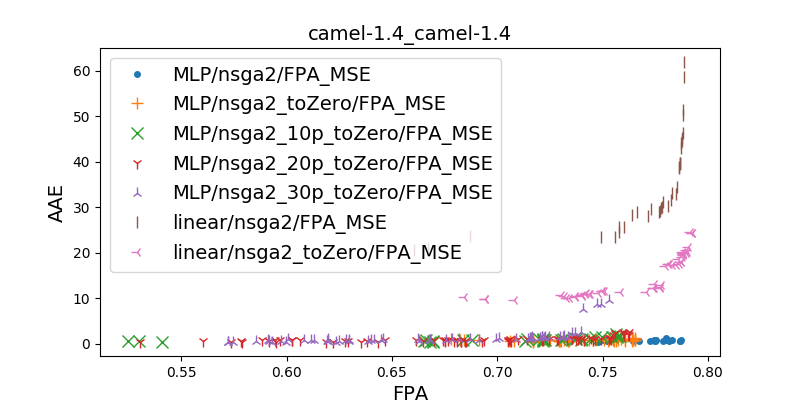 camel-1.4_camel-1.4
60
50
40
30
20
10
0
AAE
MLP/nsga2/FPA_MSE
MLP/nsga2_toZero/FPA_MSE
MLP/nsga2_10p_toZero/FPA_MSE
MLP/nsga2_20p_toZero/FPA_MSE
MLP/nsga2_30p_toZero/FPA_MSE
linear/nsga2/FPA_MSE
linear/nsga2_toZero/FPA_MSE
0.55 0.60 0.65 0.70 0.75 0.80
FPA